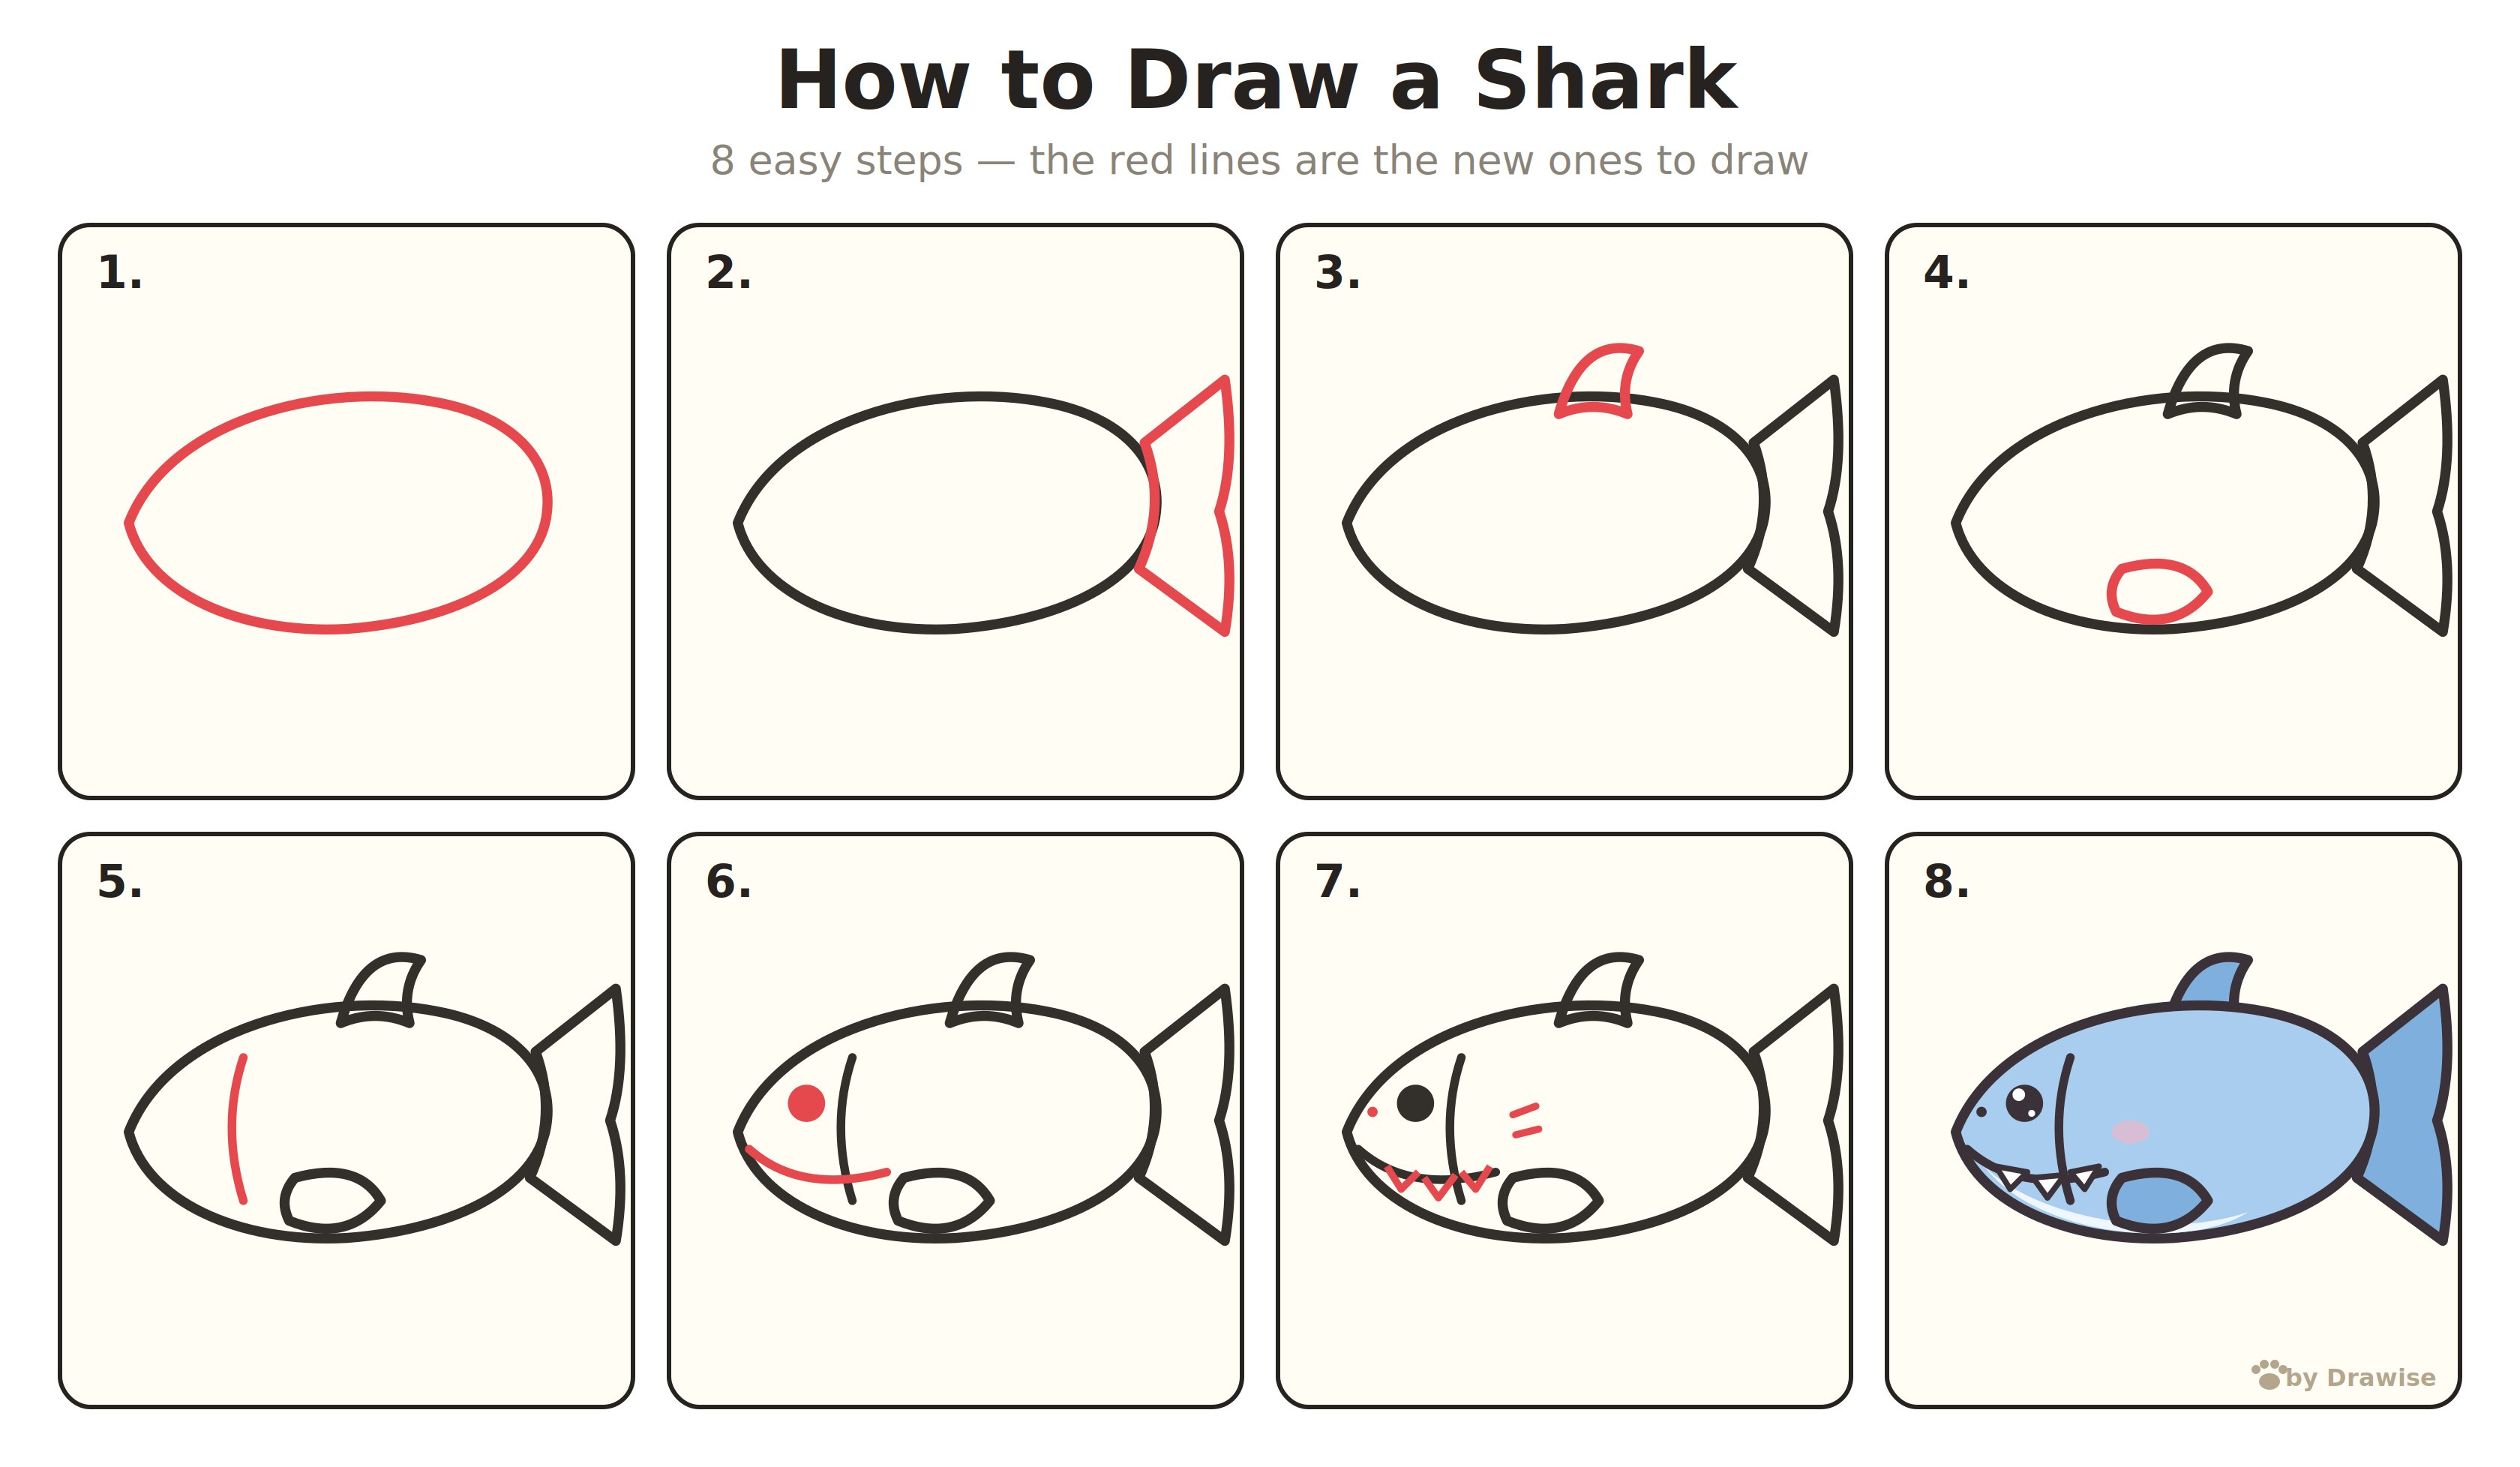 How to Draw a Shark
8 easy steps — the red lines are the new ones to draw
1.
2.
3.
4.
5.
6.
7.
8.
by Drawise